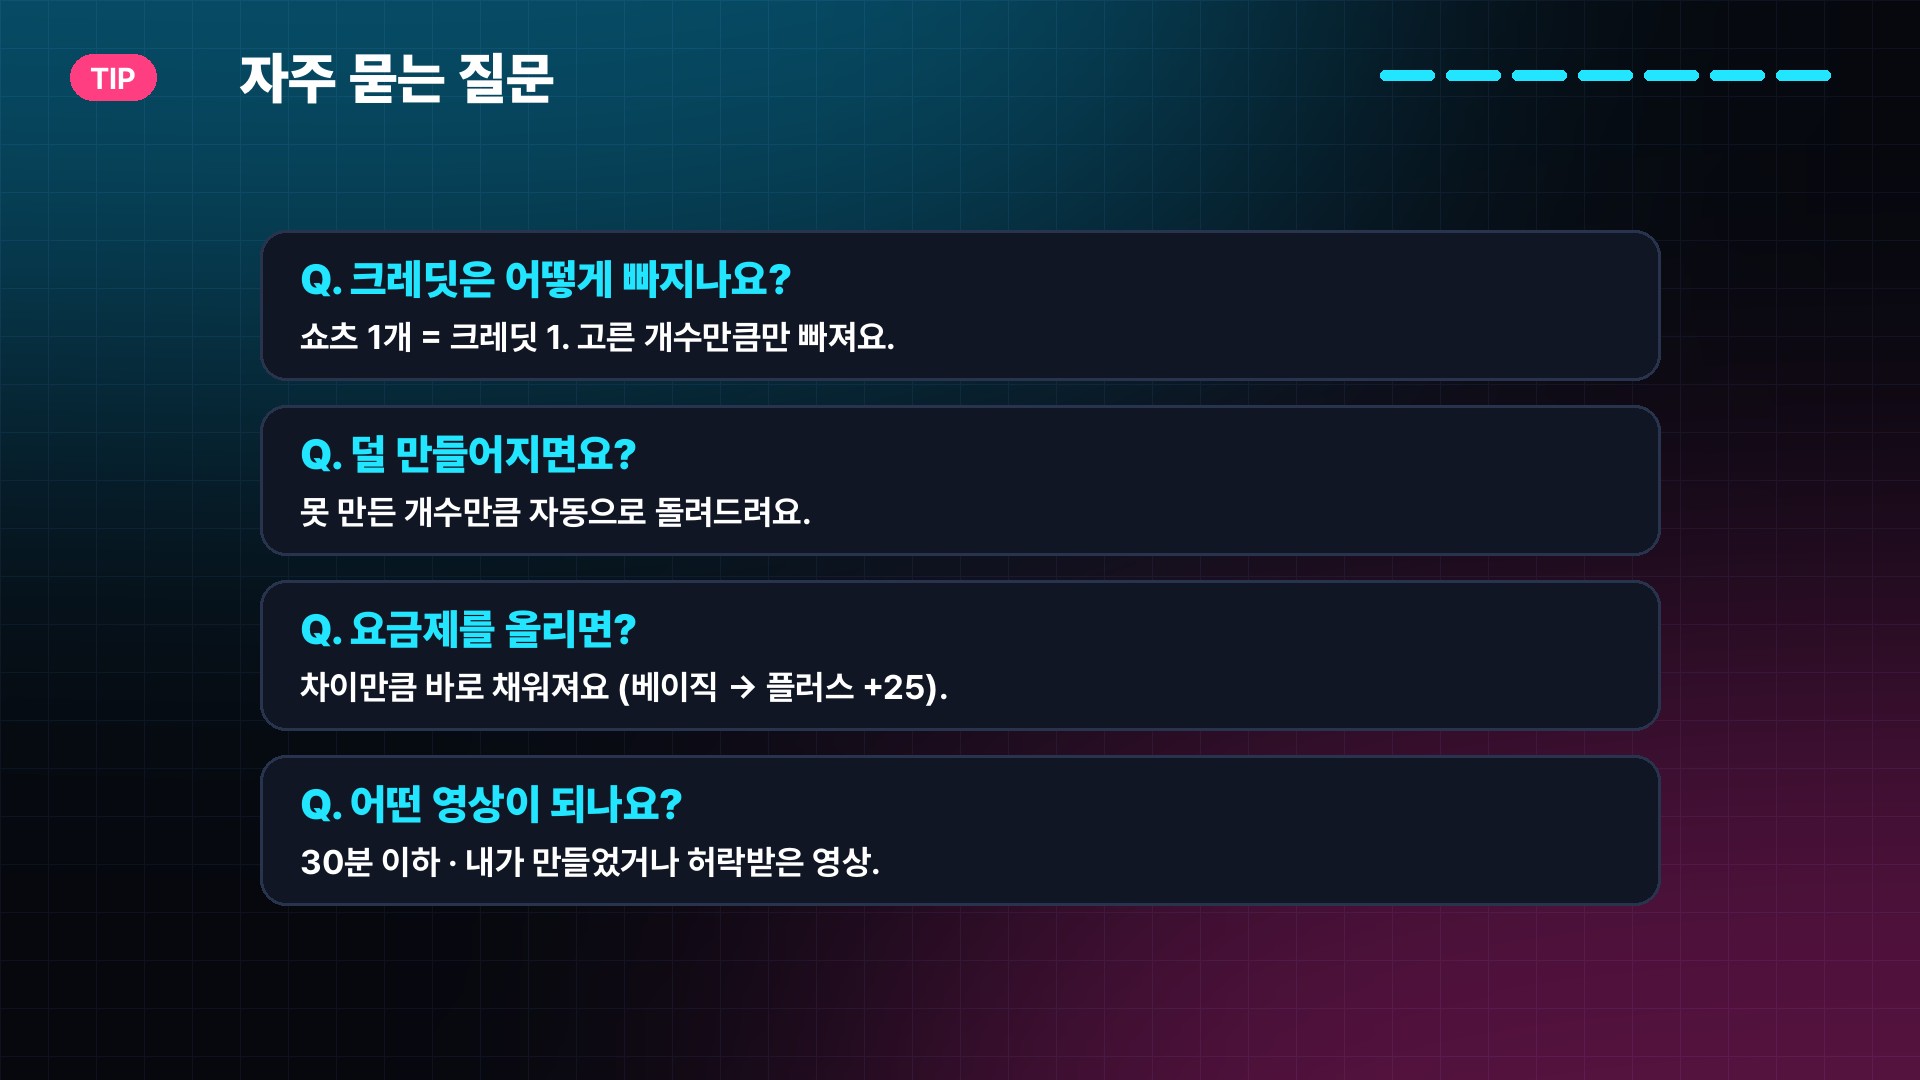 TIP
자주 묻는 질문
Q. 크레딧은 어떻게 빠지나요?
쇼츠 1개 = 크레딧 1. 고른 개수만큼만 빠져요.
Q. 덜 만들어지면요?
못 만든 개수만큼 자동으로 돌려드려요.
Q. 요금제를 올리면?
차이만큼 바로 채워져요 (베이직 → 플러스 +25).
Q. 어떤 영상이 되나요?
30분 이하 · 내가 만들었거나 허락받은 영상.